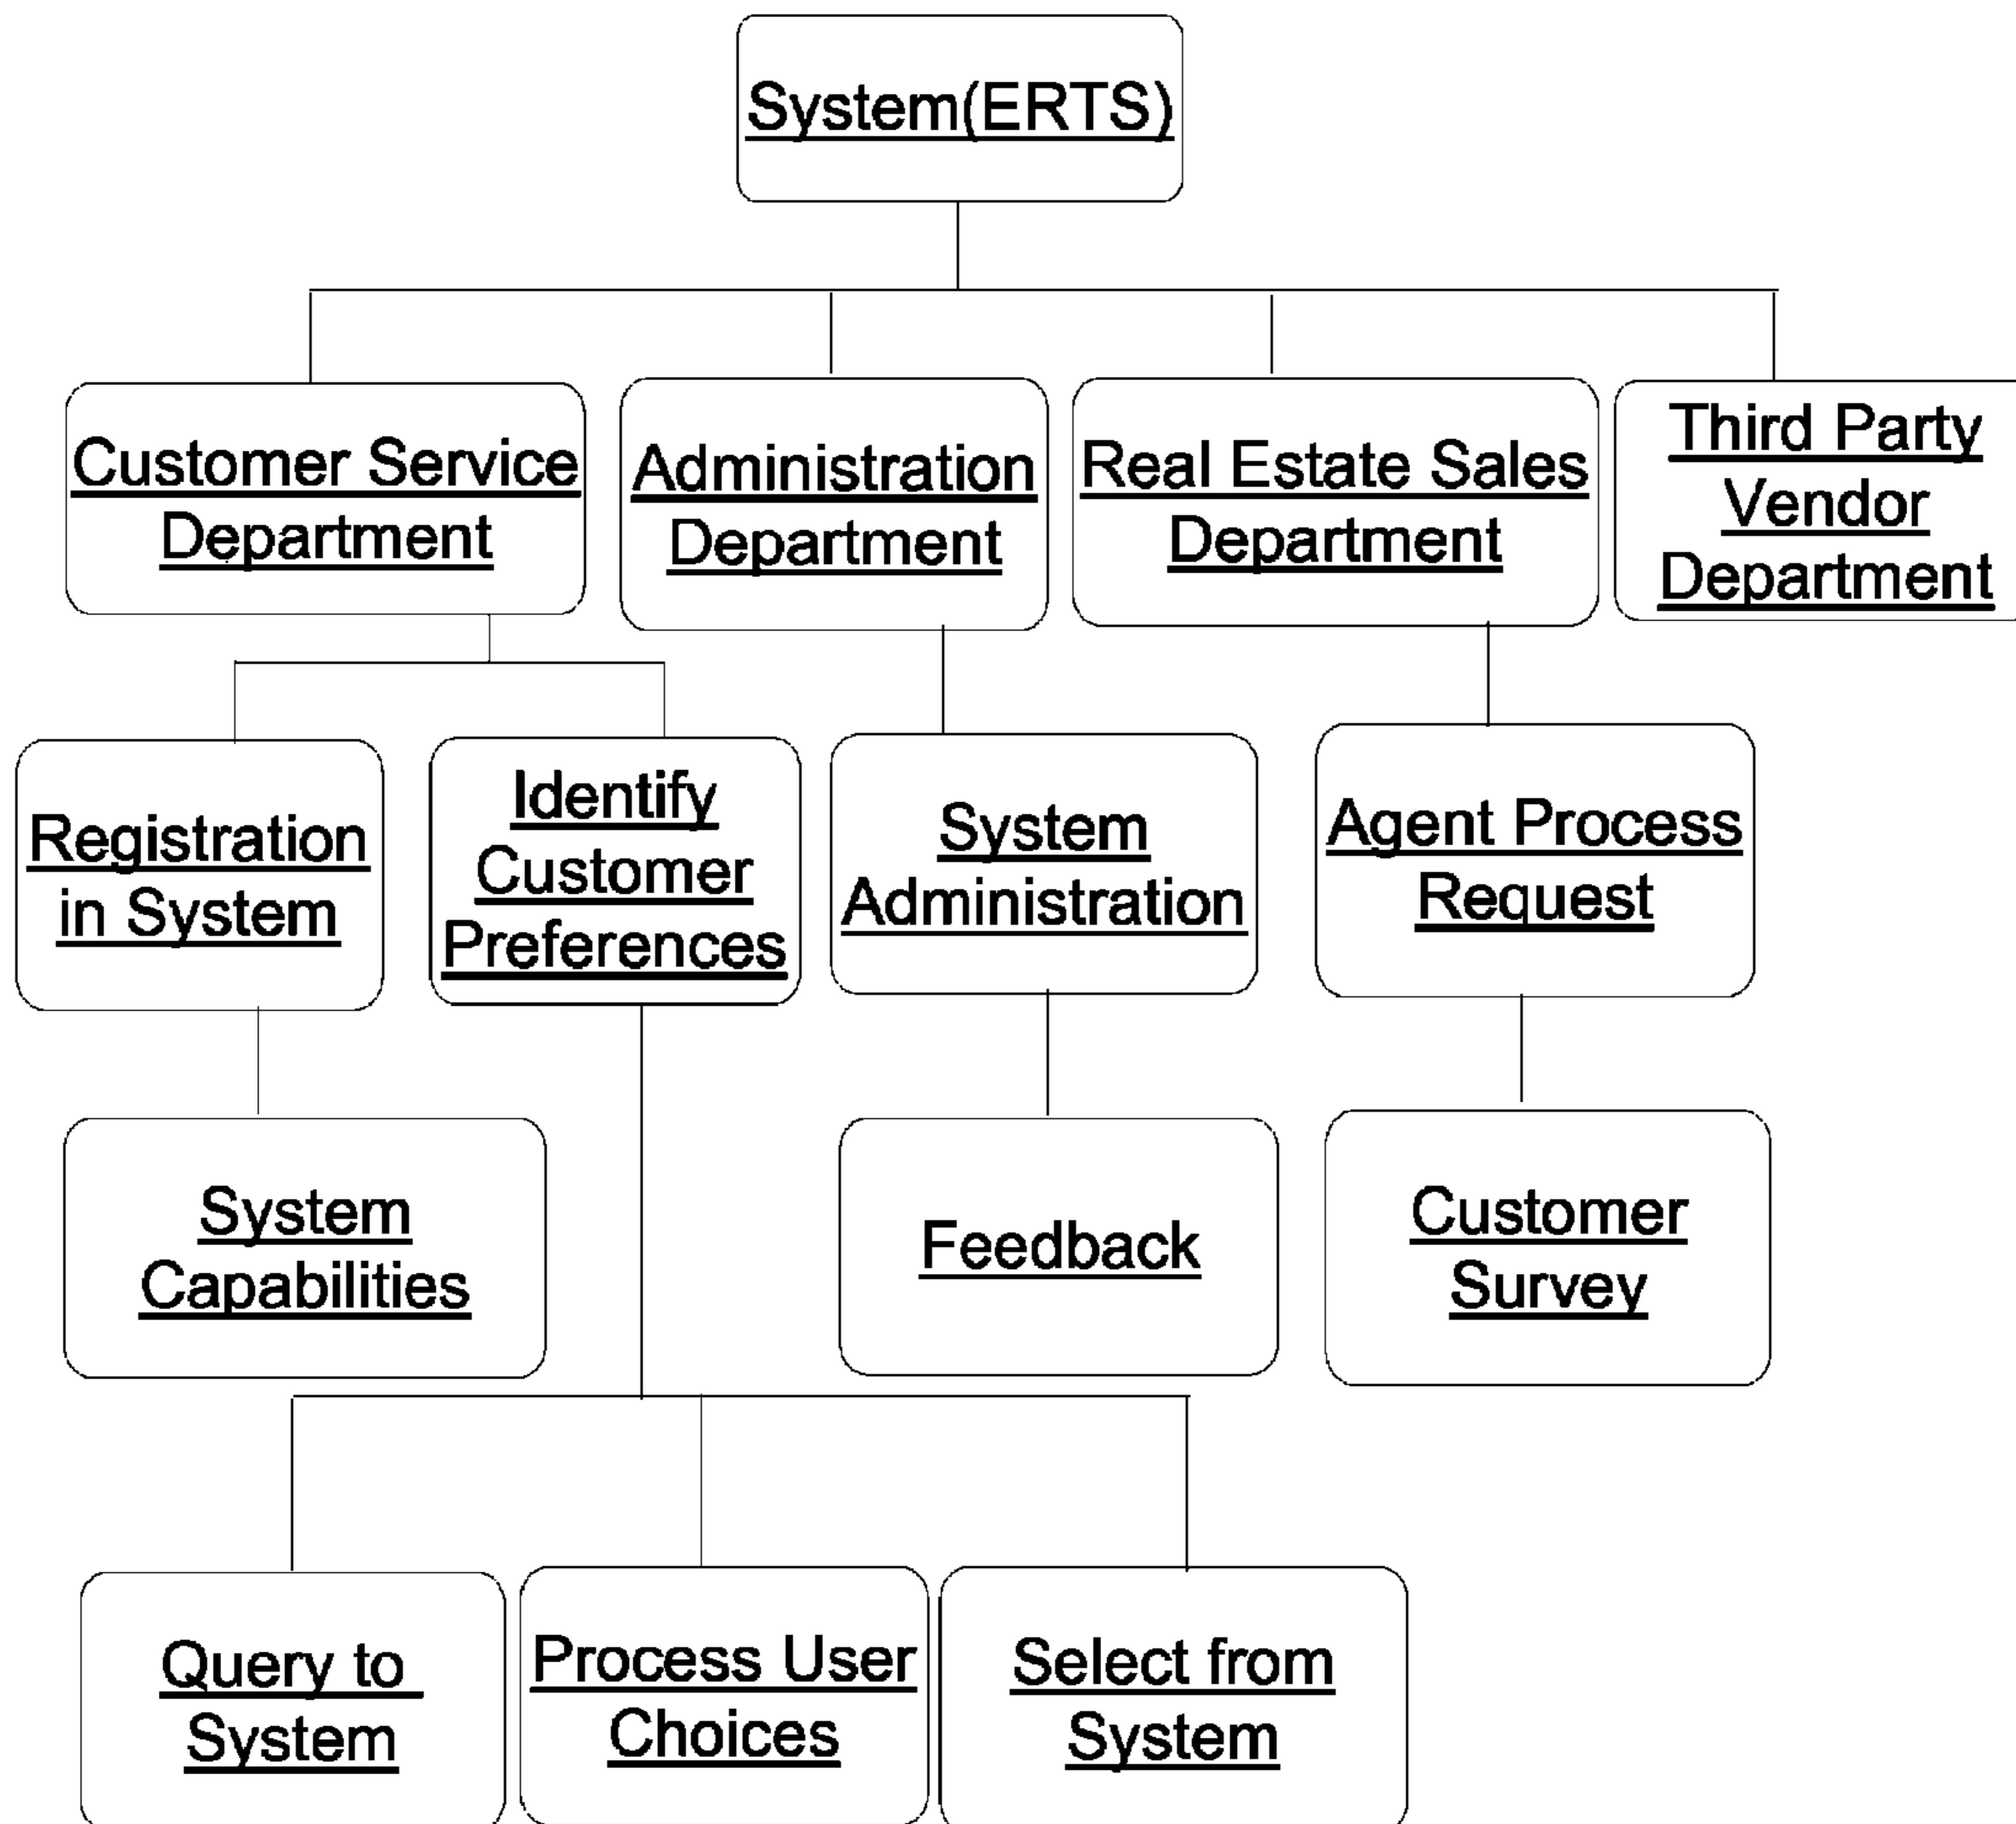 System(ERTS)
Customer Service
Department
Administration
Department
Real Estate Sales
Department
Third Party
Vendor
Department
Registration
in System
Identify
Customer
Preferences
System
Administration
Agent Process
Request
System
Capabilities
Feedback
Customer
Survey
Query to
System
Process User
Choices
Select from
System